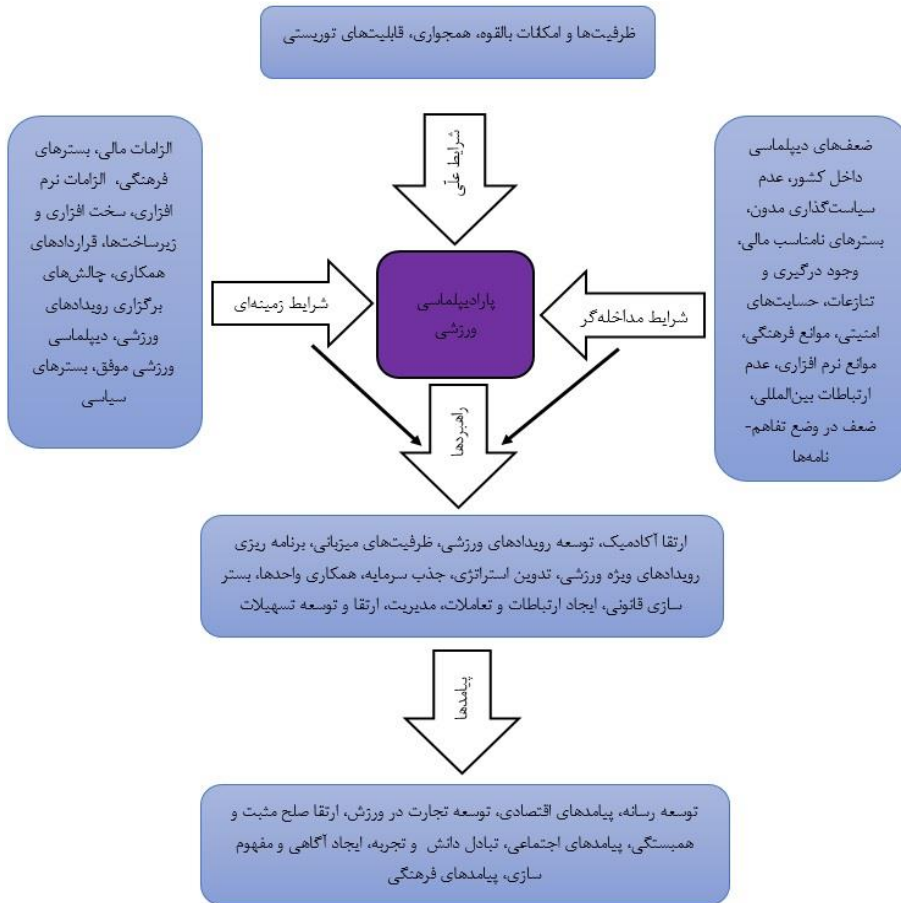 ظرفیت‌ها و امکانات بالقوه، همجواری، قابلیت‌های توریستی
شرایط علّی
ضعف‌های دیپلماسی
داخل کشور، عدم
سیاست‌گذاری مدون،
بسترهای نامناسب مالی،
وجود درگیری و
تنازعات، حسایت‌های
امنیتی، موانع فرهنگی،
موانع نرم افزاری، عدم
ارتباطات بین‌المللی،
ضعف در وضع تفاهم-
نامه‌ها
شرایط مداخله‌گر
پارادیپلماسی
ورزشی
شرایط زمینه‌ای
الزامات مالی، بسترهای
فرهنگی، الزامات نرم
افزاری، سخت افزاری و
زیرساخت‌ها، قراردادهای
همکاری، چالش‌های
برگزاری رویدادهای
ورزشی، دیپلماسی
ورزشی موفق، بسترهای
سیاسی
راهبردها
ارتقا آکادمیک، توسعه رویدادهای ورزشی، ظرفیت‌های میزبانی، برنامه ریزی
رویدادهای ویژه ورزشی، تدوین استراتژی، جذب سرمایه، همکاری واحدها، بستر
سازی قانونی، ایجاد ارتباطات و تعاملات، مدیریت، ارتقا و توسعه تسهیلات
پیامدها
توسعه رسانه، پیامدهای اقتصادی، توسعه تجارت در ورزش، ارتقا صلح مثبت و
همبستگی، پیامدهای اجتماعی، تبادل دانش و تجربه، ایجاد آگاهی و مفهوم
سازی، پیامدهای فرهنگی